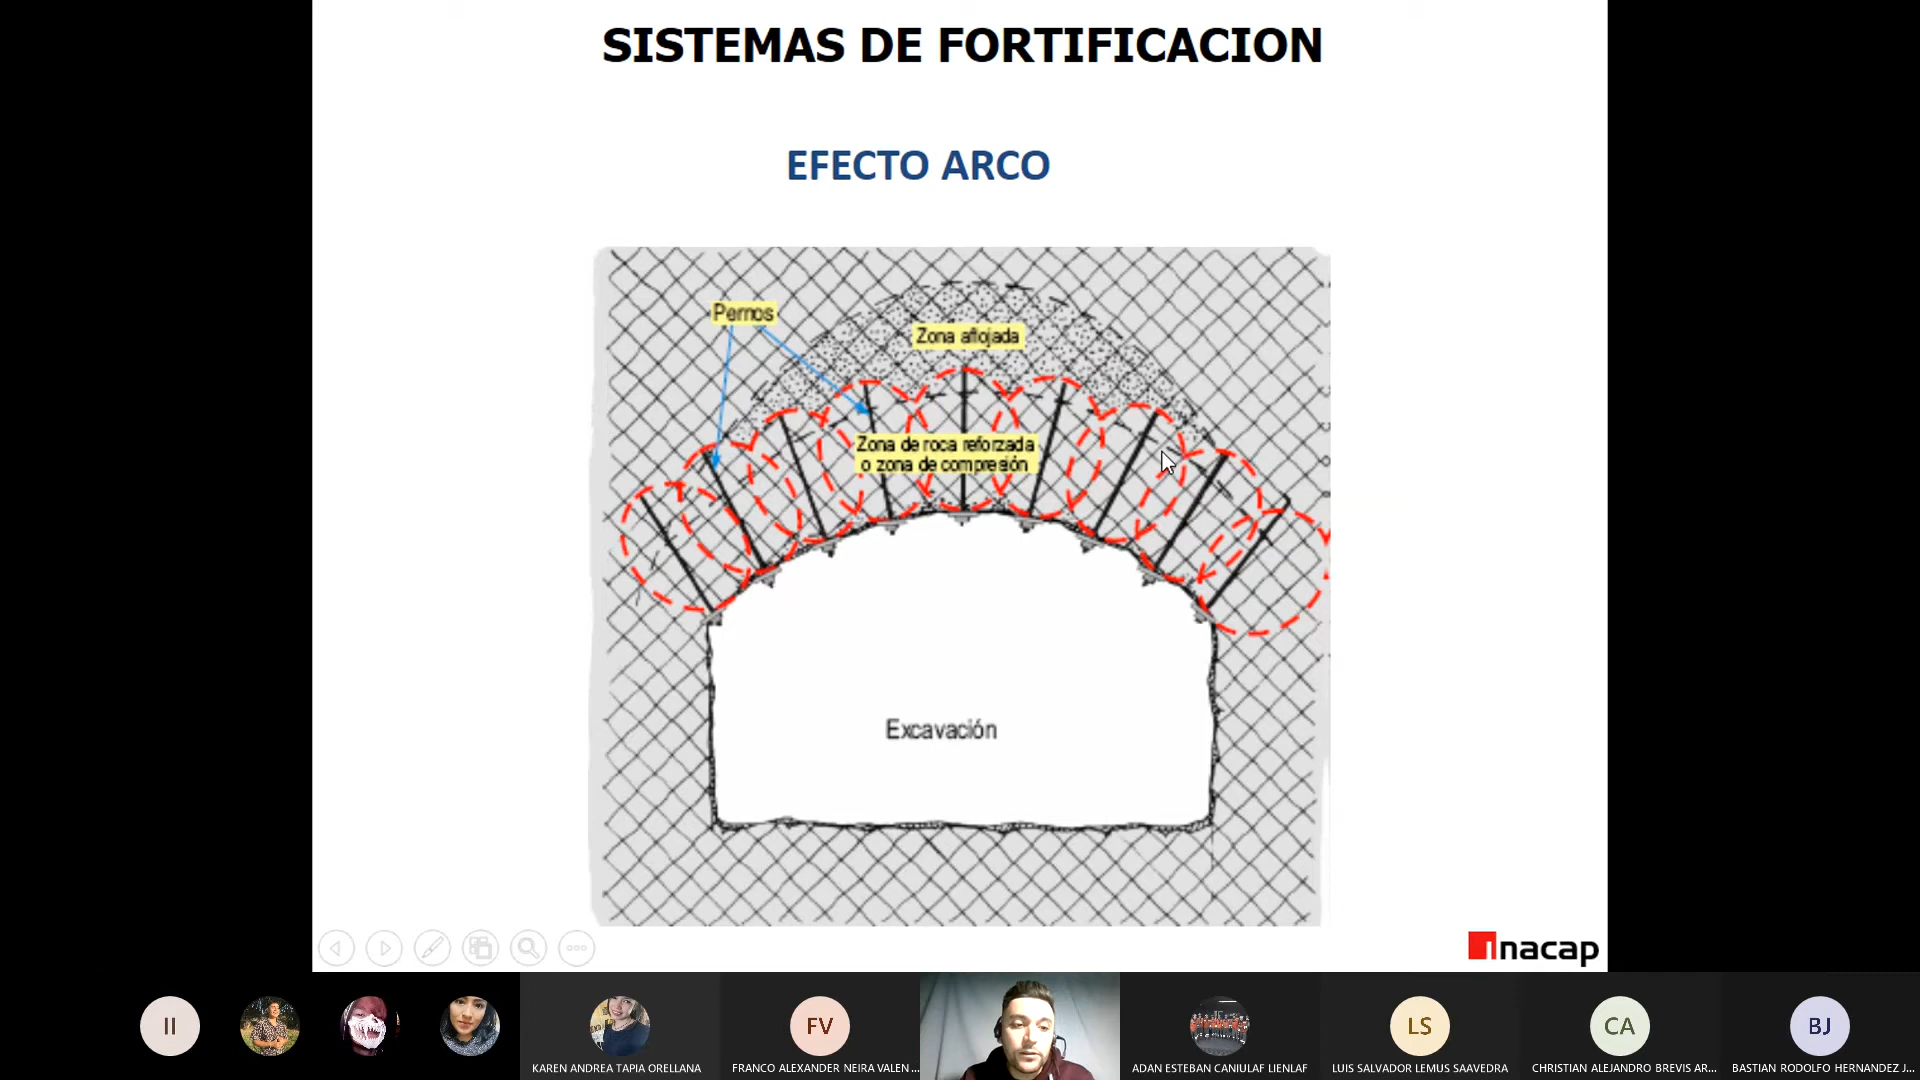 SISTEMAS DE FORTIFICACION
EFECTO ARCO
Pernos
Zona aflojada
Zona de roca reforzada
o zona de compresión
Excavación
inacap
II
FV
LS
CA
BJ
KAREN ANDREA TAPIA ORELLANA
FRANCO ALEXANDER NEIRA VALEN...
ADAN ESTEBAN CANIULAF LIENLAF
LUIS SALVADOR LEMUS SAAVEDRA
CHRISTIAN ALEJANDRO BREVIS AR...
BASTIAN RODOLFO HERNANDEZ J...